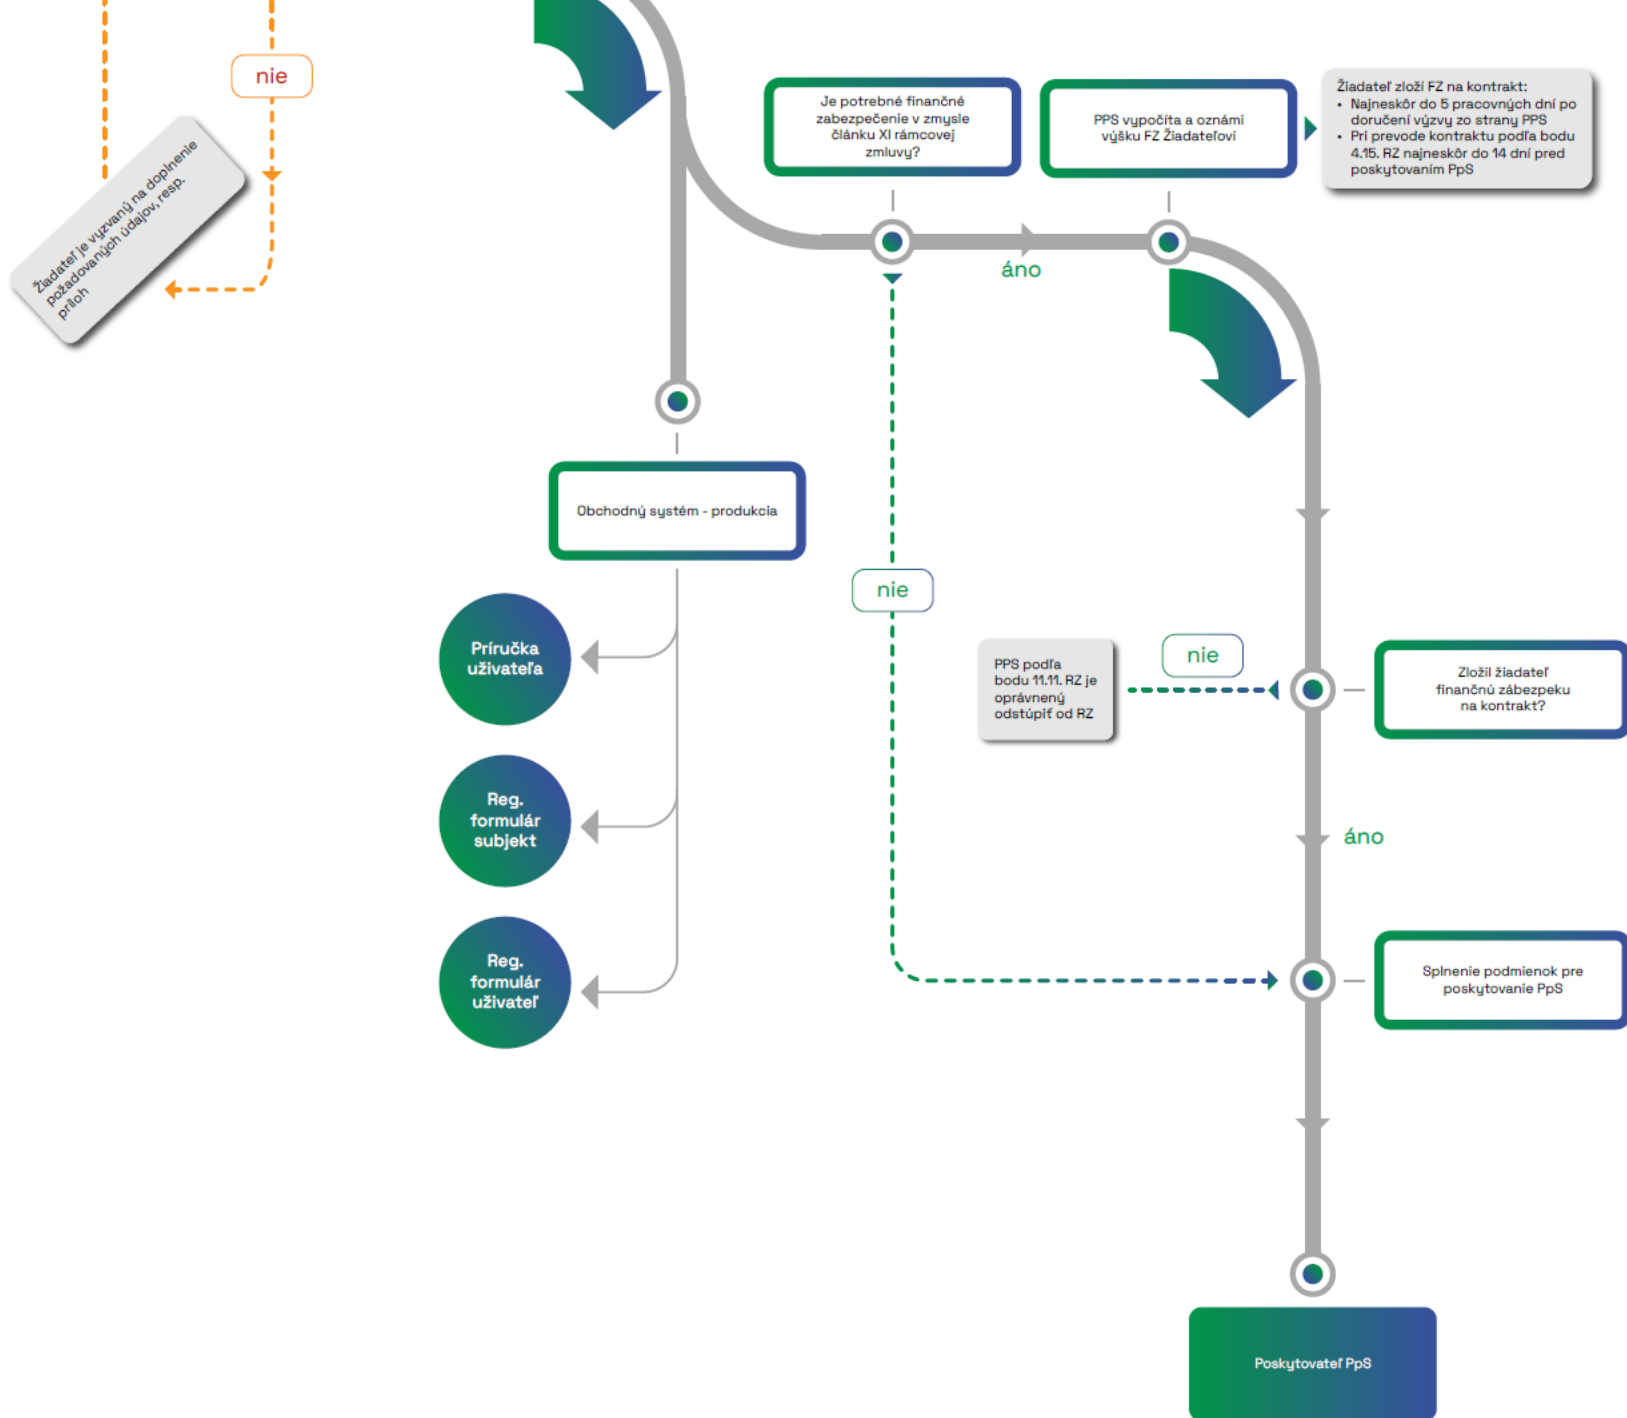 nie
Žiadateľ je vyzvaný na doplnenie
požadovaných údajov, resp.
príloh
Je potrebné finančné
zabezpečenie v zmysle
článku XI rámcovej
zmluvy?
PPS vypočíta a oznámi
výšku FZ Žiadateľovi
Žiadateľ zloží FZ na kontrakt:
• Najneskôr do 5 pracovných dní po
doručení výzvy zo strany PPS
• Pri prevode kontraktu podľa bodu
4.15. RZ najneskôr do 14 dní pred
poskytovaním PpS
áno
Obchodný systém - produkcia
Príručka
uživateľa
Reg.
formulár
subjekt
Reg.
formulár
uživateľ
nie
PPS podľa
bodu 11.11. RZ je
oprávnený
odstúpiť od RZ
nie
Zložil žiadateľ
finančnú zábezpeku
na kontrakt?
áno
Splnenie podmienok pre
poskytovanie PpS
Poskytovateľ PpS